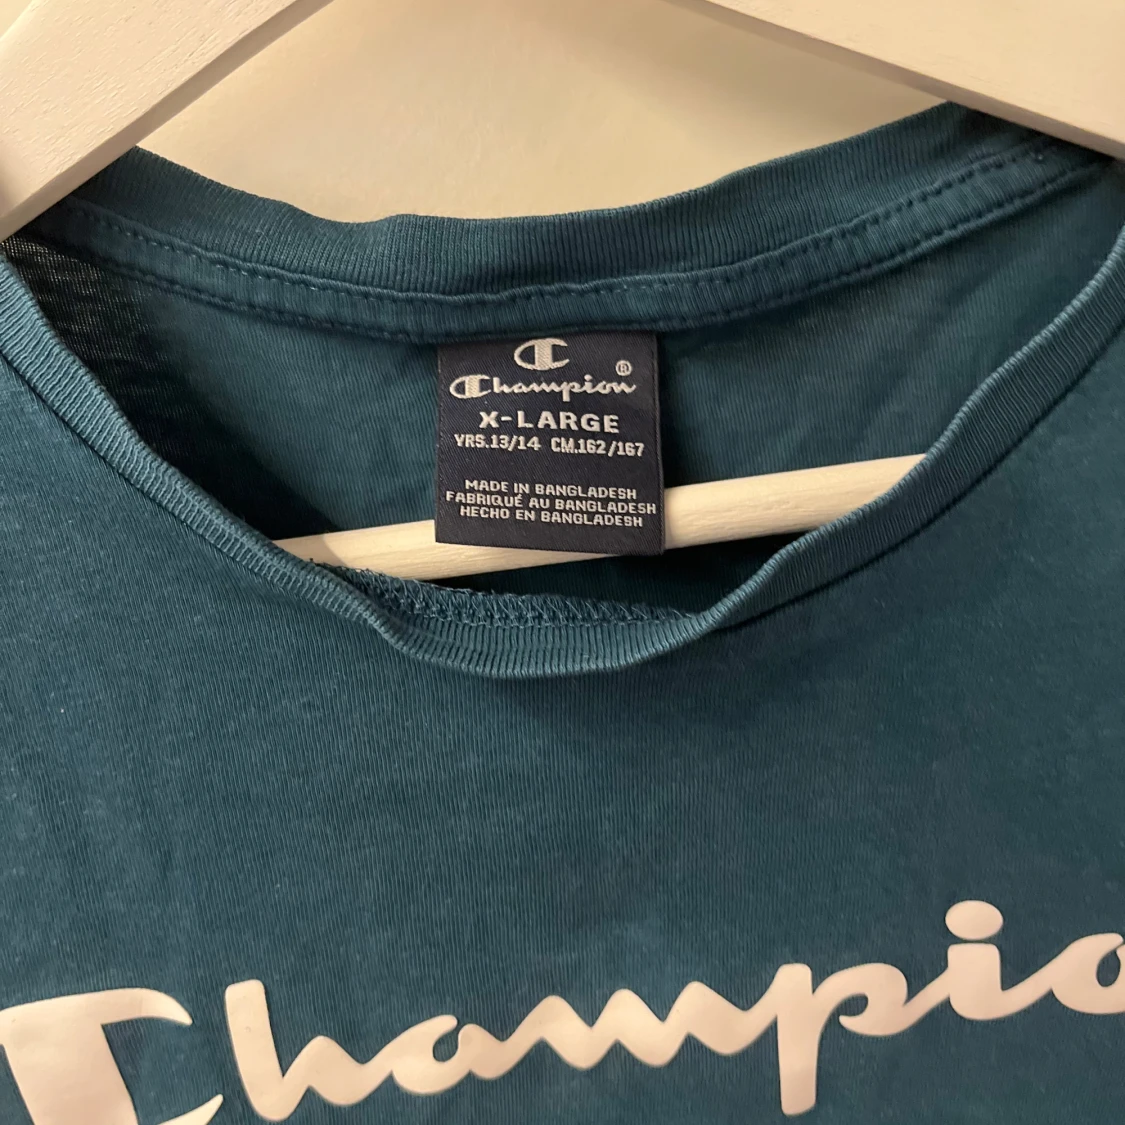 Champion®
X-LARGE
YRS.13/14 CM.162/167
MADE IN BANGLADESH
FABRIQUÉ AU BANGLADESH
HECHO EN BANGLADESH
Champio